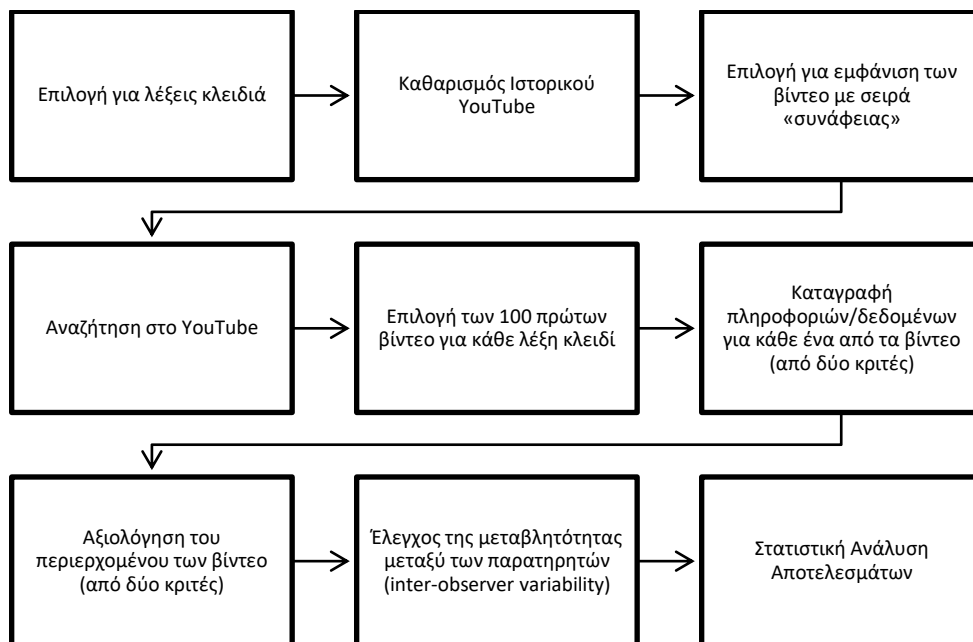 Επιλογή για λέξεις κλειδιά
Καθαρισμός Ιστορικού
YouTube
Επιλογή για εμφάνιση των
βίντεο με σειρά
«συνάφειας»
Αναζήτηση στο YouTube
Επιλογή των 100 πρώτων
βίντεο για κάθε λέξη κλειδί
Καταγραφή
πληροφοριών/δεδομένων
για κάθε ένα από τα βίντεο
(από δύο κριτές)
Αξιολόγηση του
περιερχομένου των βίντεο
(από δύο κριτές)
Έλεγχος της μεταβλητότητας
μεταξύ των παρατηρητών
(inter-observer variability)
Στατιστική Ανάλυση
Αποτελεσμάτων